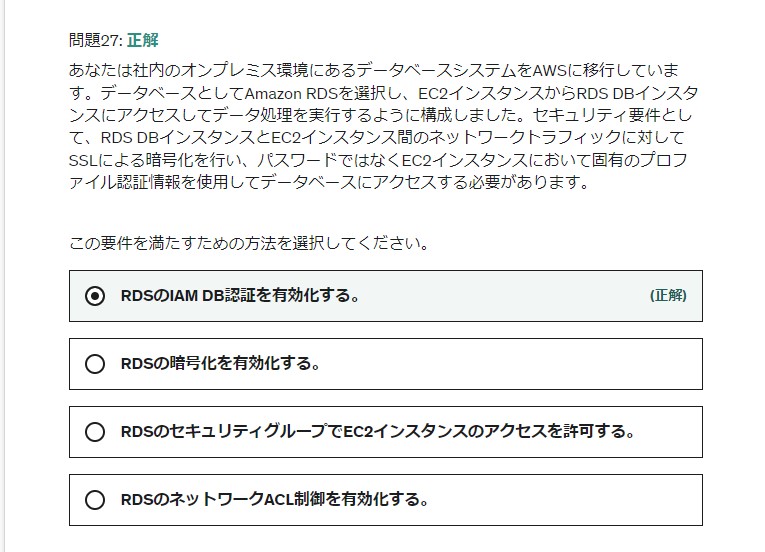 問題27: 正解
あなたは社内のオンプレミス環境にあるデータベースシステムをAWSに移行していま
す。データベースとしてAmazon RDSを選択し、EC2インスタンスからRDS DBインスタ
ンスにアクセスしてデータ処理を実行するように構成しました。セキュリティ要件とし
て、RDS DBインスタンスとEC2インスタンス間のネットワークトラフィックに対して
SSLによる暗号化を行い、パスワードではなくEC2インスタンスにおいて固有のプロフ
ァイル認証情報を使用してデータベースにアクセスする必要があります。
この要件を満たすための方法を選択してください。
RDSのIAM DB認証を有効化する。 (正解)
RDSの暗号化を有効化する。
RDSのセキュリティグループでEC2インスタンスのアクセスを許可する。
RDSのネットワークACL制御を有効化する。